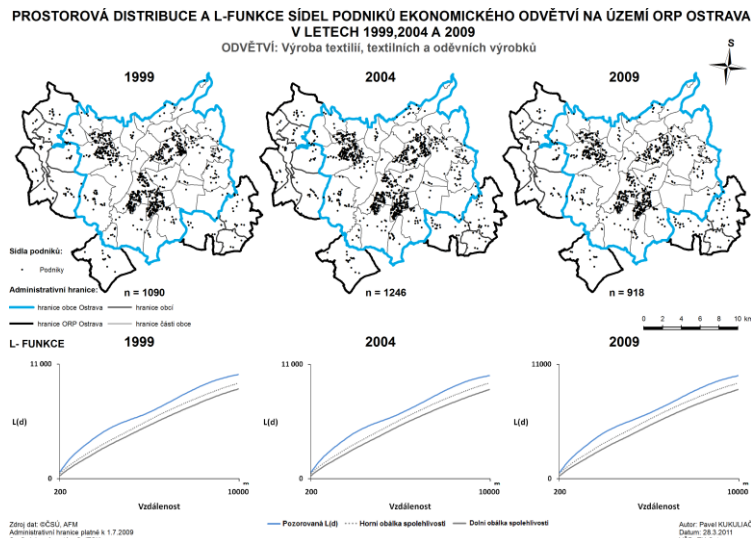 PROSTOROVÁ DISTRIBUCE A L-FUNKCE SÍDEL PODNIKŮ EKONOMICKÉHO ODVĚTVÍ NA ÚZEMÍ ORP OSTRAVA
V LETECH 1999,2004 A 2009
ODVĚTVÍ: Výroba textilií, textilních a oděvních výrobků
S
1999 2004 2009
Sídla podniků:
Podniky
Administrativní hranice:
n = 1090 n = 1246 n = 918
hranice obce Ostrava hranice obcí
hranice ORP Ostrava hranice části obce
0 2 4 6 8 10 km
L- FUNKCE 1999 2004 2009
11 000 11 000 11000
L(d) L(d) L(d)
0 0 0
m m m
200 10000 200 10000 200 10000
Vzdálenost Vzdálenost Vzdálenost
Pozorovaná L(d) Horní obálka spolehlivosti Dolní obálka spolehlivosti
Zdroj dat: ©ČSÚ, AFM
Administrativní hranice platné k 1.7.2009
Autor: Pavel KUKULIAČ
Datum: 28.3.2011